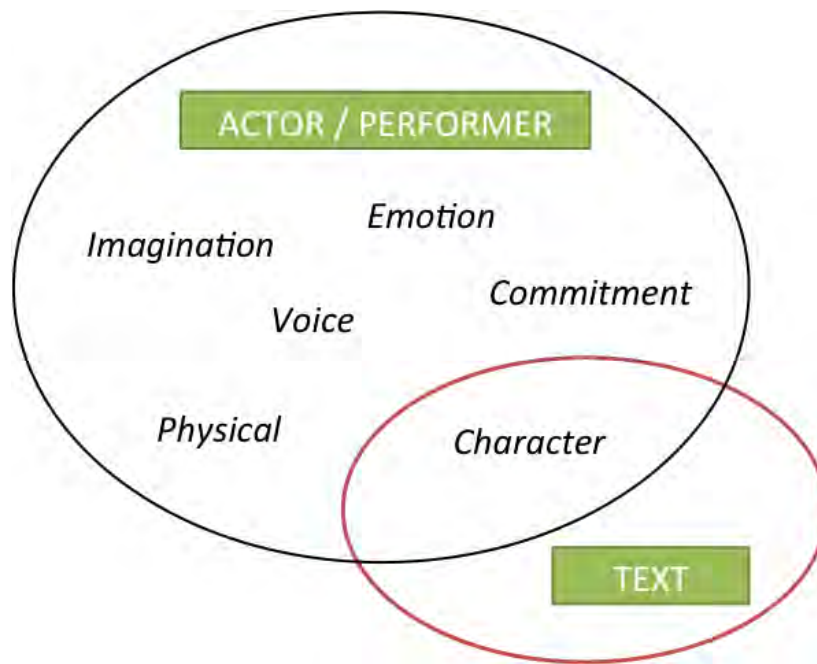 ACTOR / PERFORMER
Emotion
Imagination
Commitment
Voice
Physical
Character
TEXT